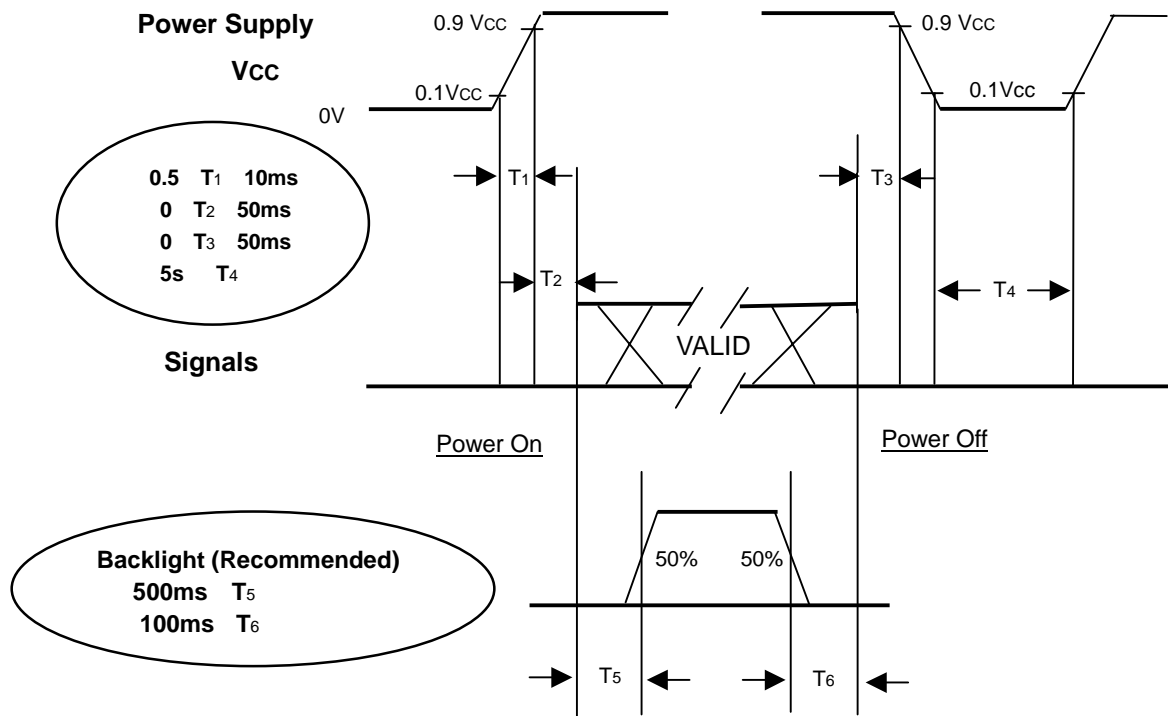 Power Supply
VCC
0.9 VCC
0.1VCC
0V
0.9 VCC
0.1Vcc
0.5 T1 10ms
0 T2 50ms
0 T3 50ms
5s T4
T1
T3
T2
T4
Signals
VALID
Power On
Power Off
Backlight (Recommended)
500ms T5
100ms T6
50%
50%
T5
T6